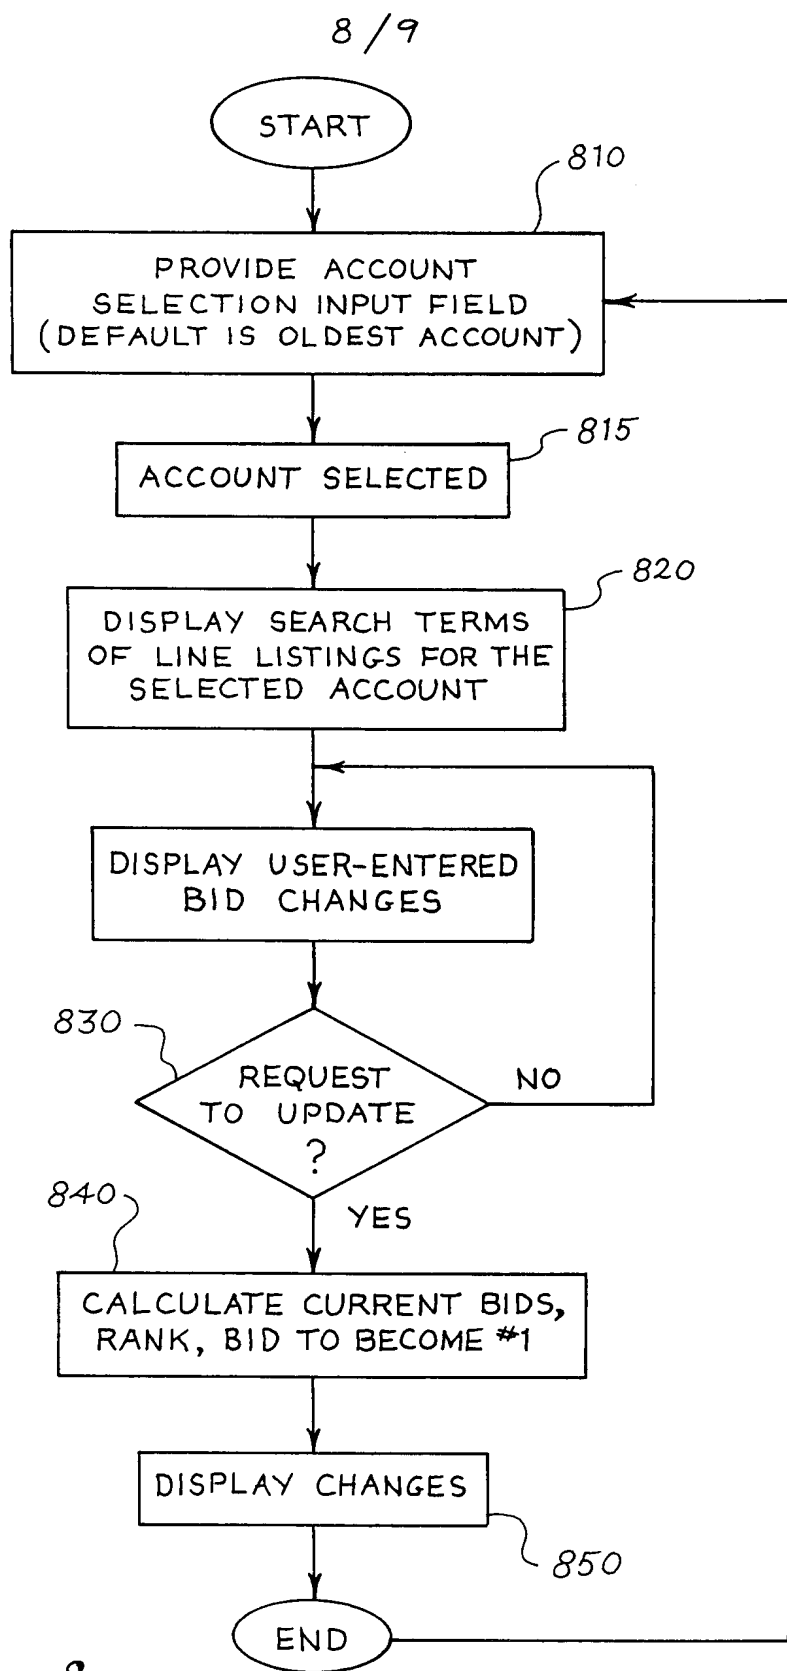 8/9
START
810
PROVIDE ACCOUNT
SELECTION INPUT FIELD
(DEFAULT IS OLDEST ACCOUNT)
815
ACCOUNT SELECTED
820
DISPLAY SEARCH TERMS
OF LINE LISTINGS FOR THE
SELECTED ACCOUNT
DISPLAY USER-ENTERED
BID CHANGES
830
REQUEST
TO UPDATE
?
NO
YES
840
CALCULATE CURRENT BIDS,
RANK, BID TO BECOME #1
DISPLAY CHANGES
850
END